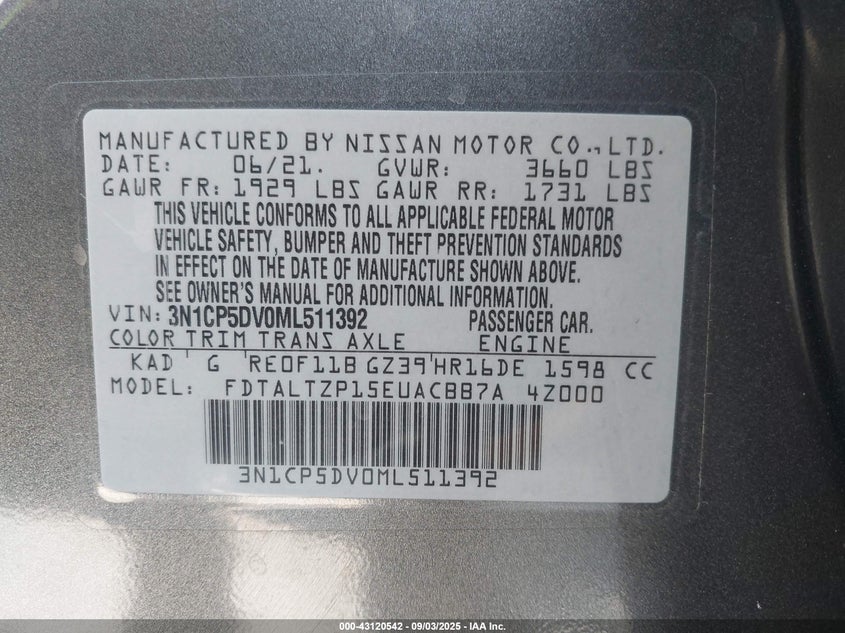 MANUFACTURED BY NISSAN MOTOR CO., LTD.
DATE: 06/21. GVWR: 3660 LBS
GAWR FR: 1929 LBS GAWR RR: 1731 LBS
THIS VEHICLE CONFORMS TO ALL APPLICABLE FEDERAL MOTOR
VEHICLE SAFETY, BUMPER AND THEFT PREVENTION STANDARDS
IN EFFECT ON THE DATE OF MANUFACTURE SHOWN ABOVE.
SEE OWNER'S MANUAL FOR ADDITIONAL INFORMATION.
VIN: 3N1CP5DV0ML511392 PASSENGER CAR.
COLOR TRIM TRANS AXLE ENGINE
KAD G RE0F11B GZ39 HR16DE 1598 CC
MODEL: FDTALTZP15EUACBB7A 4Z000
3N1CP5DV0ML511392
000-43120542 - 09/03/2025 - IAA Inc.